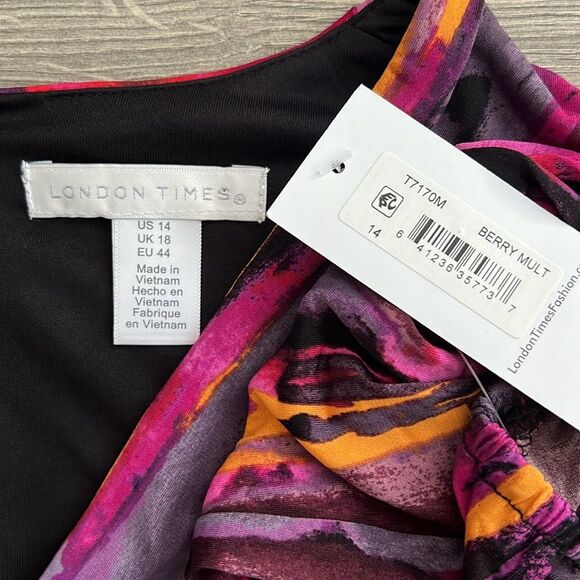 LONDON TIMES®
US 14
UK 18
EU 44
Made in
Vietnam
Hecho en
Vietnam
Fabrique
en Vietnam
T7170M
BERRY MULT
14
6 41236 35773 7
LondonTimesFashion.